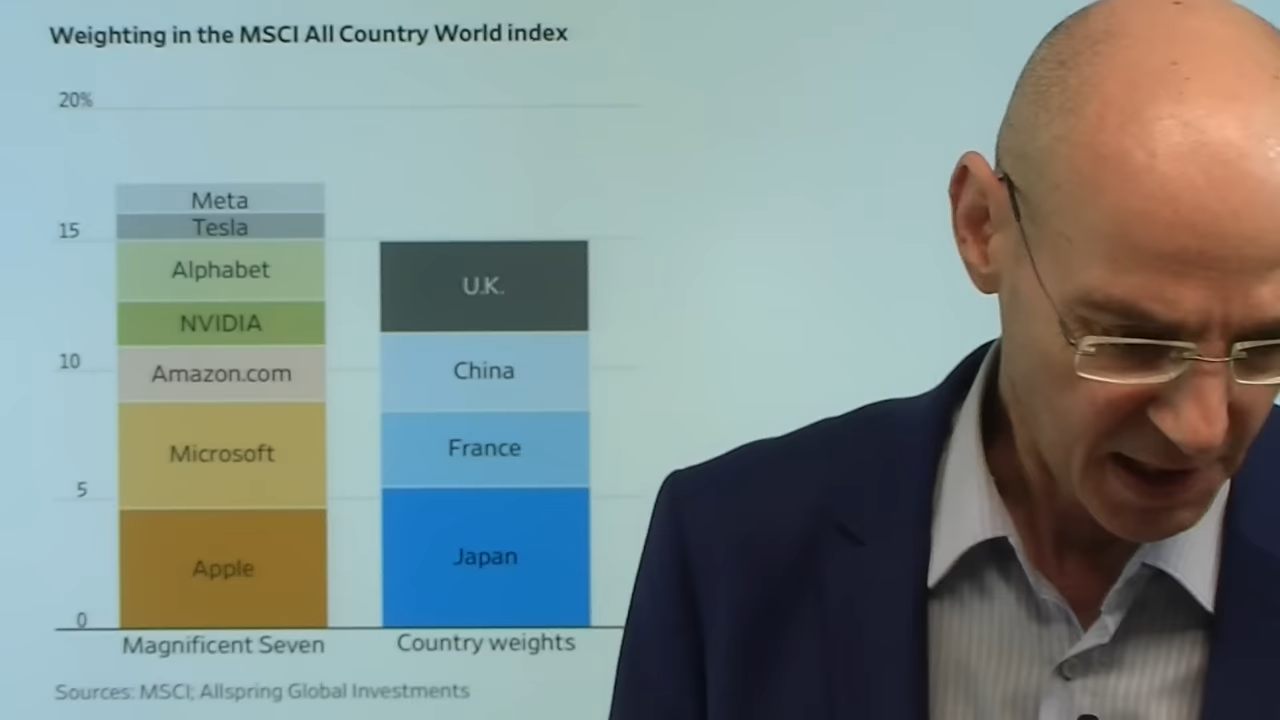 Weighting in the MSCI All Country World index
20%
15
10
5
0
Meta
Tesla
Alphabet
NVIDIA
Amazon.com
Microsoft
Apple
U.K.
China
France
Japan
Magnificent Seven
Country weights
Sources: MSCI; Allspring Global Investments